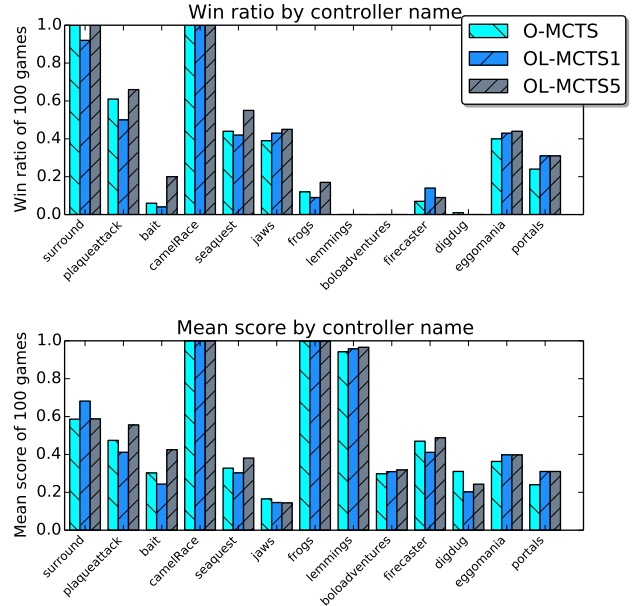 Win ratio by controller name
O-MCTS
OL-MCTS1
OL-MCTS5
Win ratio of 100 games
1.0
0.8
0.6
0.4
0.2
0.0
surround
plaqueattack
bait
camelRace
seaquest
jaws
frogs
lemmings
boloadventures
firecaster
digdug
eggomania
portals
Mean score by controller name
Mean score of 100 games
1.0
0.8
0.6
0.4
0.2
0.0
surround
plaqueattack
bait
camelRace
seaquest
jaws
frogs
lemmings
boloadventures
firecaster
digdug
eggomania
portals